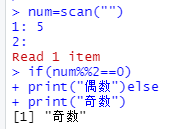 > num=scan("")
1: 5
2:
Read 1 item
> if(num%%2==0)
+ print("偶数")else
+ print("奇数")
[1] "奇数"